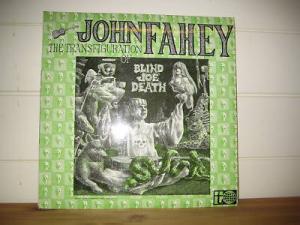 JOHN FAHEY
THE TRANSFIGURATION
OF
BLIND
JOE
DEATH